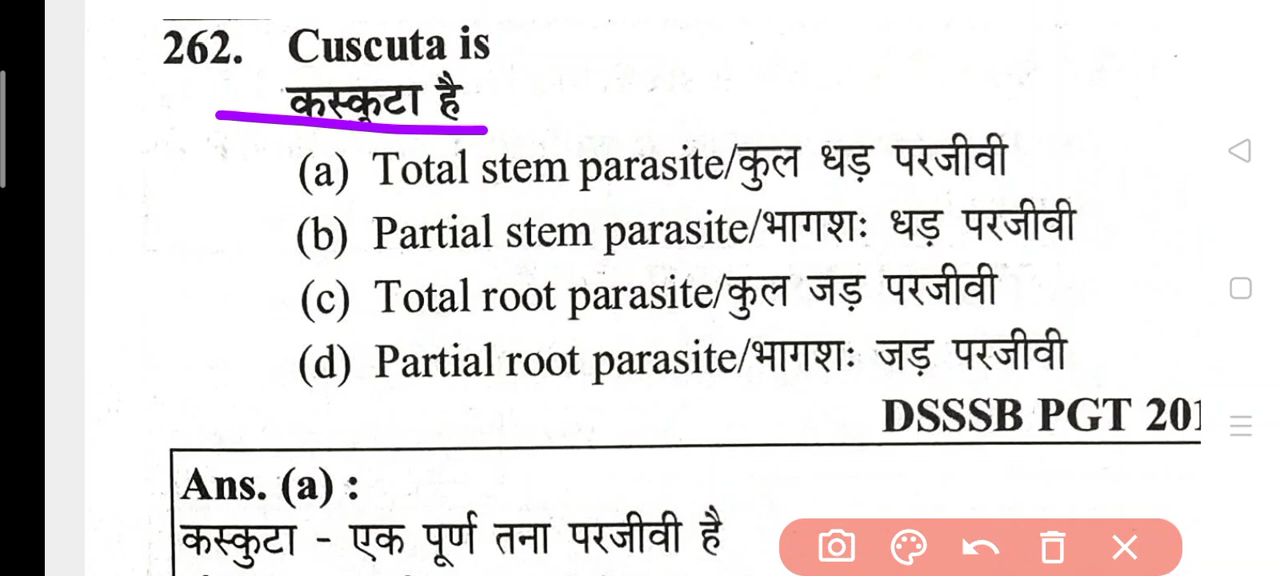 262. Cuscuta is
कस्कूटा है
(a) Total stem parasite/कुल धड़ परजीवी
(b) Partial stem parasite/भागशः धड़ परजीवी
(c) Total root parasite/कुल जड़ परजीवी
(d) Partial root parasite/भागशः जड़ परजीवी
DSSSB PGT 201
Ans. (a) :
कस्कुटा - एक पूर्ण तना परजीवी है